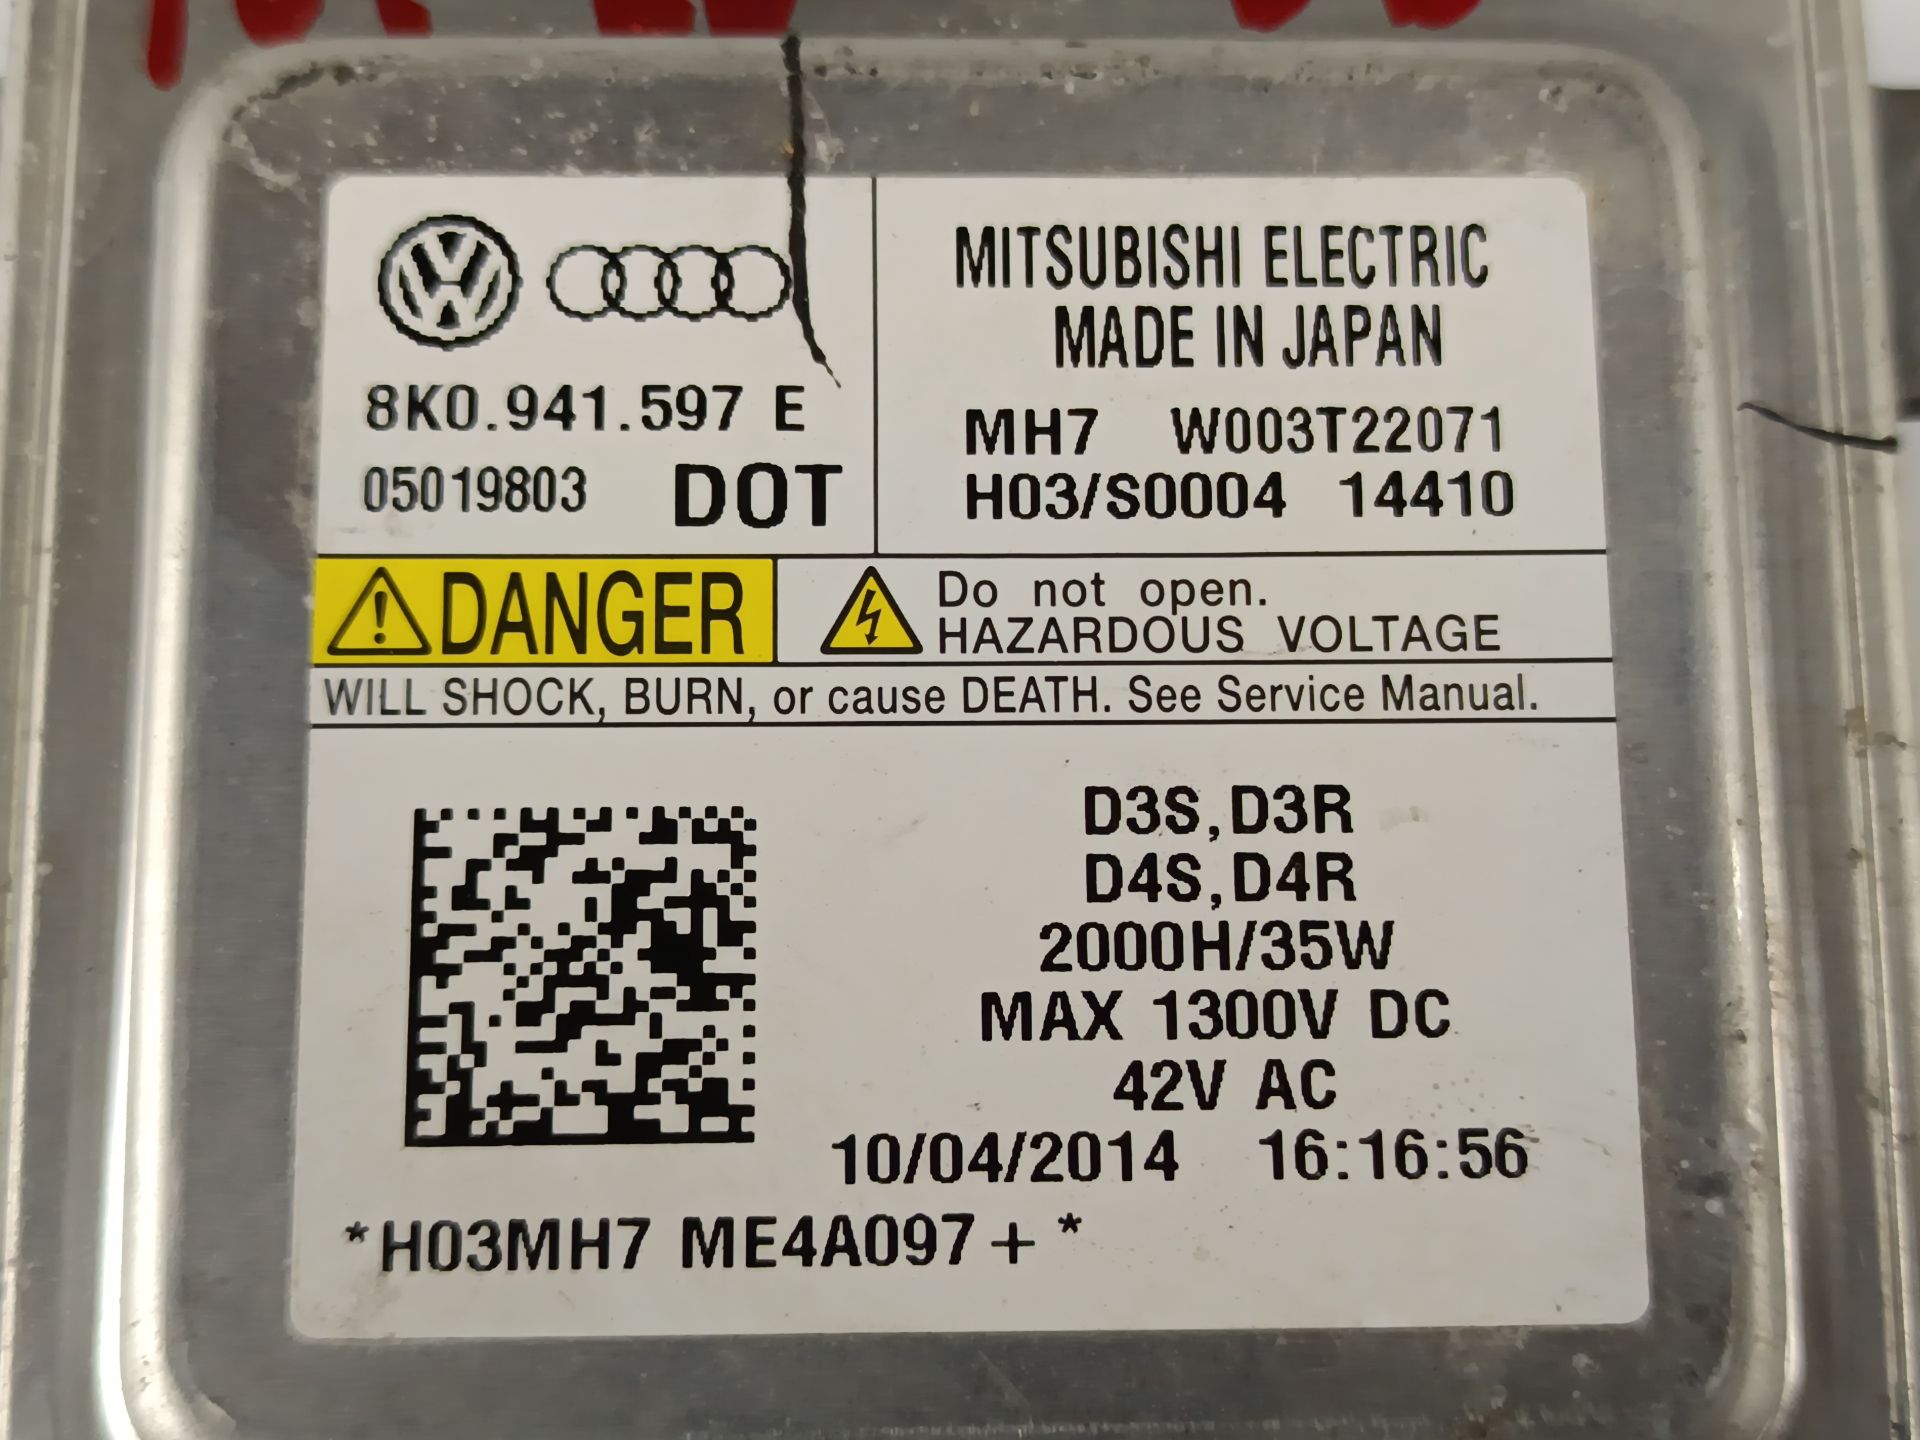 8K0.941.597 E
05019803 DOT
MITSUBISHI ELECTRIC
MADE IN JAPAN
MH7 W003T22071
H03/S0004 14410
DANGER
Do not open.
HAZARDOUS VOLTAGE
WILL SHOCK, BURN, or cause DEATH. See Service Manual.
D3S,D3R
D4S,D4R
2000H/35W
MAX 1300V DC
42V AC
10/04/2014 16:16:56
*H03MH7 ME4A097+*